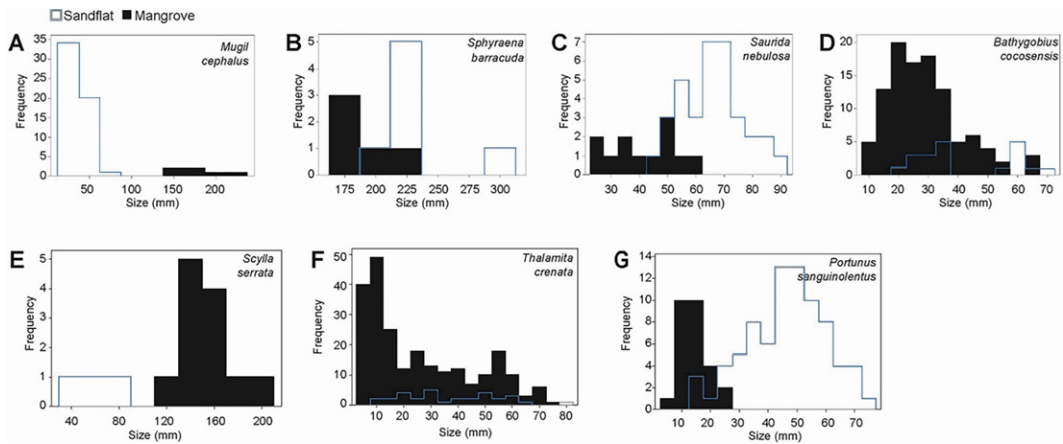 Sandflat Mangrove
A
Mugil
cephalus
Frequency
35
30
20
10
5
0
50 100 150 200
Size (mm)
B
Sphyraena
barracuda
Frequency
5
4
3
2
1
0
175 200 225 250 275 300
Size (mm)
C
Saurida
nebulosa
Frequency
7
6
5
4
3
2
1
0
30 40 50 60 70 80 90
Size (mm)
D
Bathygobius
cocosensis
Frequency
20
15
10
5
0
10 20 30 40 50 60 70
Size (mm)
E
Scylla
serrata
Frequency
5
4
3
2
1
0
40 80 120 160 200
Size (mm)
F
Thalamita
crenata
Frequency
50
40
30
20
10
0
10 20 30 40 50 60 70 80
Size (mm)
G
Portunus
sanguinolentus
Frequency
14
12
10
8
6
4
2
0
10 20 30 40 50 60 70
Size (mm)